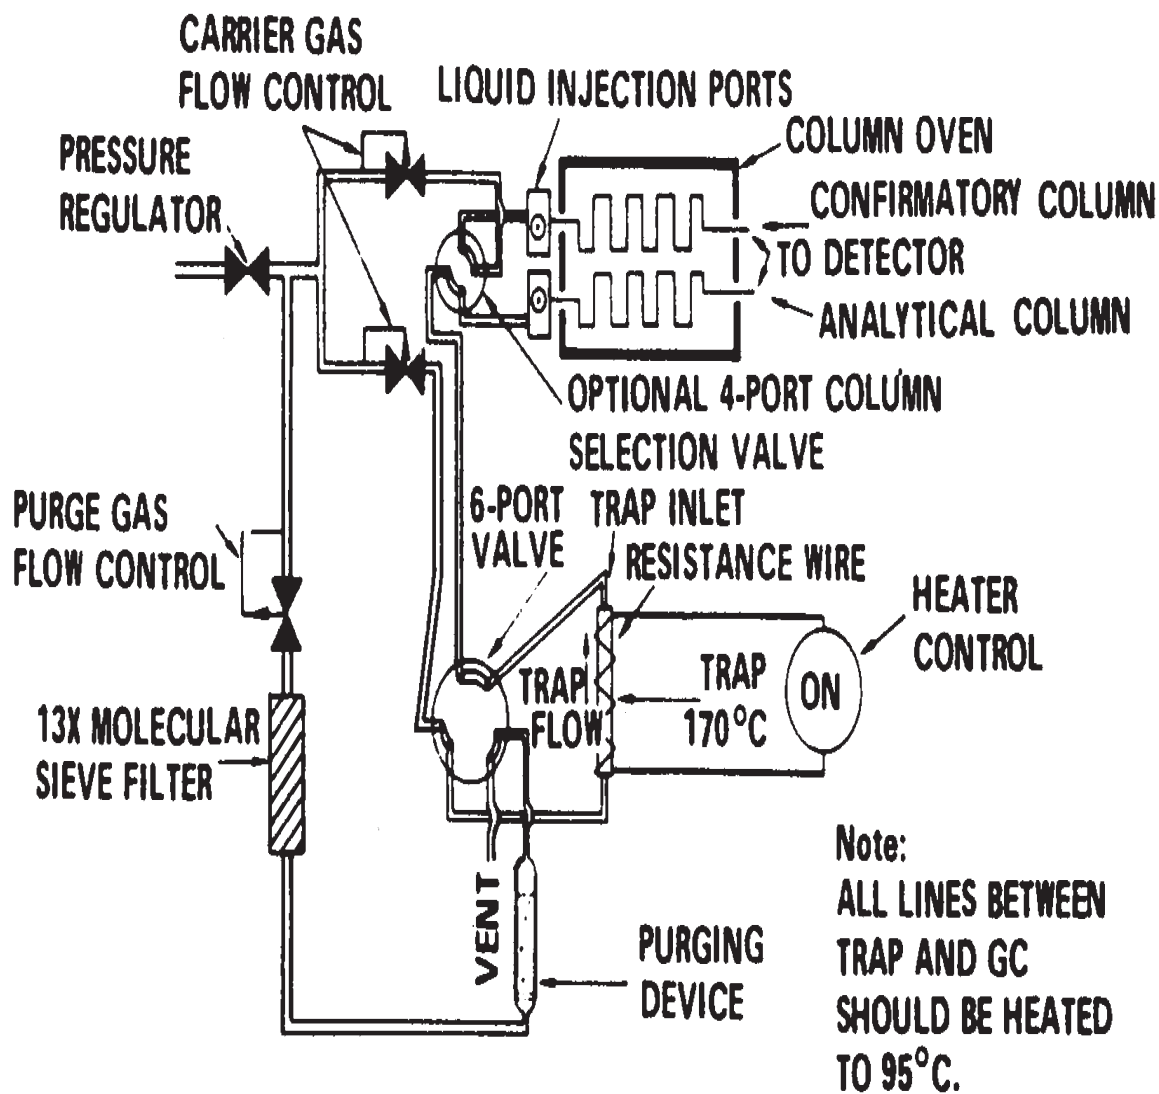 CARRIER GAS
FLOW CONTROL
LIQUID INJECTION PORTS
PRESSURE
REGULATOR
COLUMN OVEN
CONFIRMATORY COLUMN
TO DETECTOR
ANALYTICAL COLUMN
OPTIONAL 4-PORT COLUMN
SELECTION VALVE
PURGE GAS
FLOW CONTROL
6-PORT
VALVE
TRAP INLET
RESISTANCE WIRE
HEATER
CONTROL
ON
TRAP
FLOW
TRAP
170°C
13X MOLECULAR
SIEVE FILTER
VENT
PURGING
DEVICE
Note:
ALL LINES BETWEEN
TRAP AND GC
SHOULD BE HEATED
TO 95°C.